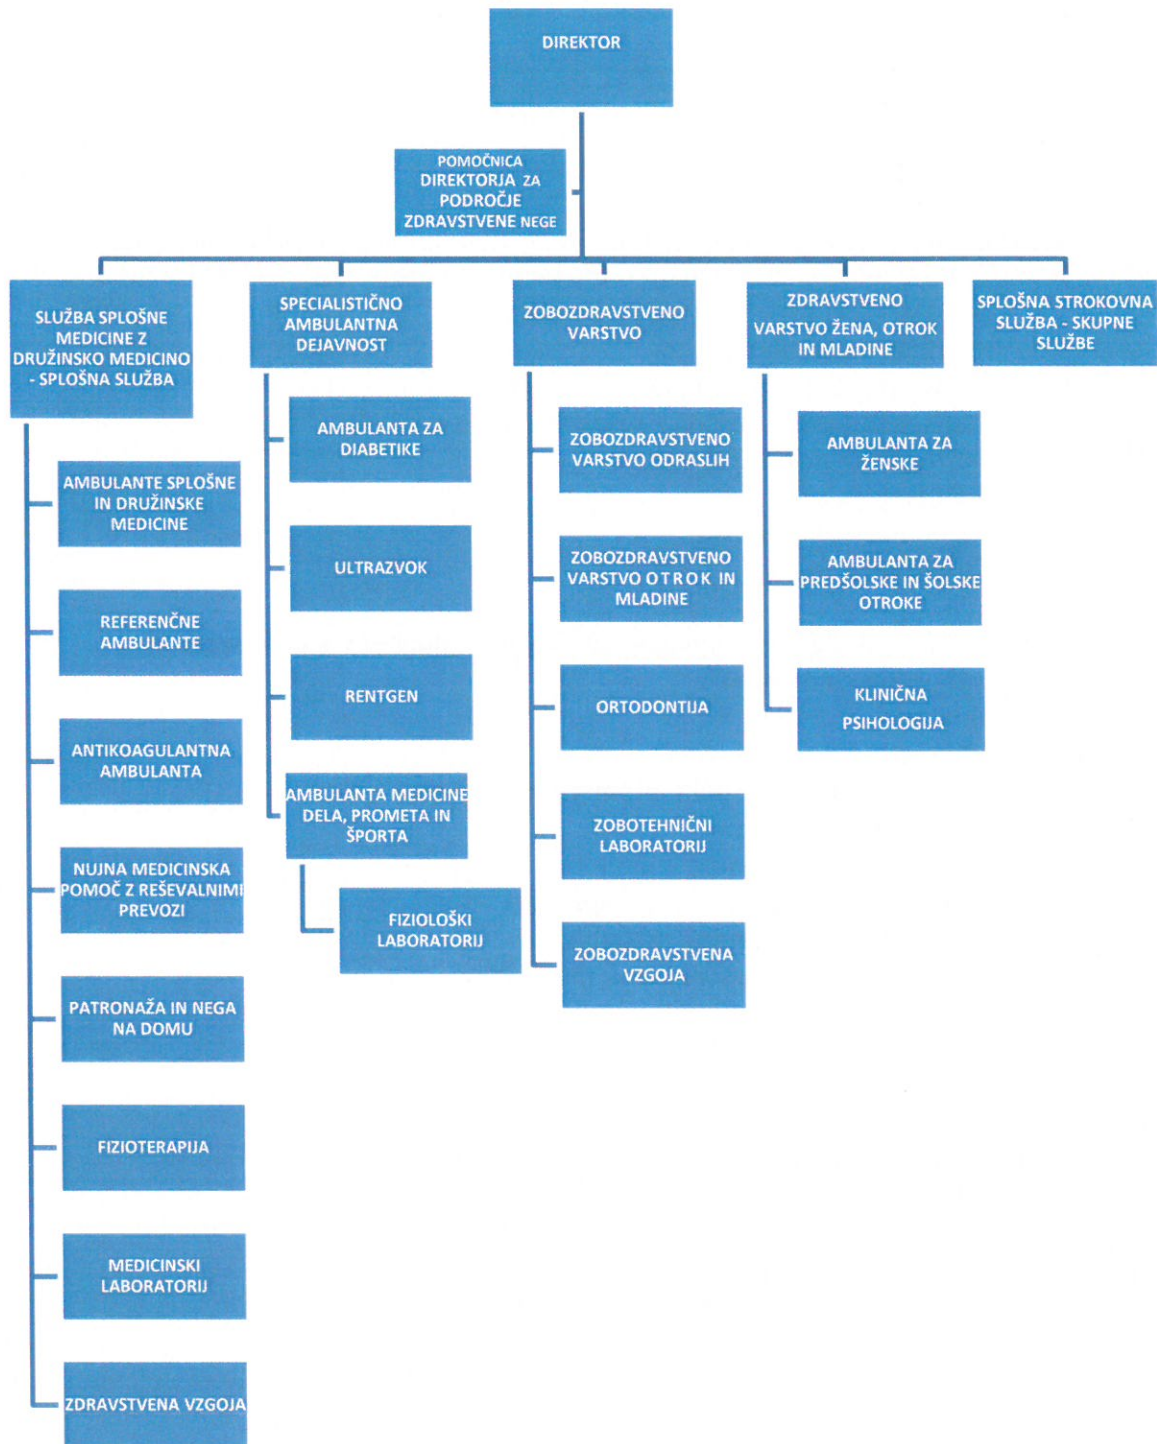 DIREKTOR
POMOČNICA
DIREKTORJA ZA
PODROČJE
ZDRAVSTVENE NEGE
SLUŽBA SPLOŠNE
MEDICINE Z
DRUŽINSKO MEDICINO
- SPLOŠNA SLUŽBA
AMBULANTE SPLOŠNE
IN DRUŽINSKE
MEDICINE
REFERENČNE
AMBULANTE
ANTIKOAGULANTNA
AMBULANTA
NUJNA MEDICINSKA
POMOČ Z REŠEVALNIMI
PREVOZI
PATRONAŽA IN NEGA
NA DOMU
FIZIOTERAPIJA
MEDICINSKI
LABORATORIJ
ZDRAVSTVENA VZGOJA
SPECIALISTIČNO
AMBULANTNA
DEJAVNOST
AMBULANTA ZA
DIABETIKE
ULTRAZVOK
RENTGEN
AMBULANTA MEDICINE
DELA, PROMETA IN
ŠPORTA
FIZIOLOŠKI
LABORATORIJ
ZOBOZDRAVSTVENO
VARSTVO
ZOBOZDRAVSTVENO
VARSTVO ODRASLIH
ZOBOZDRAVSTVENO
VARSTVO O T R O K IN
MLADINE
ORTODONTIJA
ZOBOTEHNIČNI
LABORATORIJ
ZOBOZDRAVSTVENA
VZGOJA
ZDRAVSTVENO
VARSTVO ŽENA, OTROK
IN MLADINE
AMBULANTA ZA
ŽENSKE
AMBULANTA ZA
PREDŠOLSKE IN ŠOLSKE
OTROKE
KLINIČNA
PSIHOLOGIJA
SPLOŠNA STROKOVNA
SLUŽBA - SKUPNE
SLUŽBE